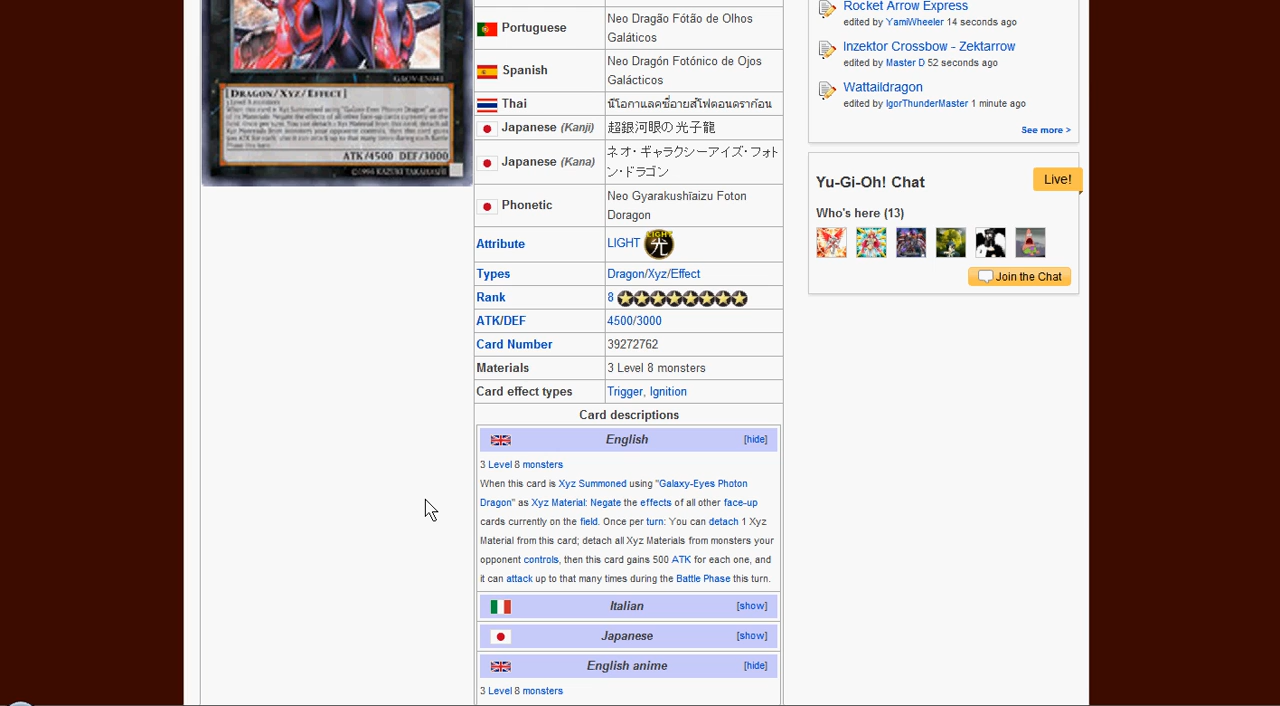 GAOV-EN041
[DRAGON/XYZ/EFFECT]
3 Level 8 monsters
ATK/4500 DEF/3000
©1996 KAZUKI TAKAHASHI
Portuguese
Neo Dragão Fótão de Olhos
Galáticos
Spanish
Neo Dragón Fotónico de Ojos
Galácticos
Thai
นีโอกาแลคซี่อายส์โฟตอนดราก้อน
Japanese (Kanji)
超銀河眼の光子龍
Japanese (Kana)
ネオ・ギャラクシーアイズ・フォト
ン・ドラゴン
Phonetic
Neo Gyarakushīaizu Foton
Doragon
Attribute
LIGHT LIGHT 光
Types
Dragon/Xyz/Effect
Rank
8
ATK/DEF
4500/3000
Card Number
39272762
Materials
3 Level 8 monsters
Card effect types
Trigger, Ignition
Card descriptions
English [hide]
3 Level 8 monsters
When this card is Xyz Summoned using "Galaxy-Eyes Photon
Dragon" as Xyz Material: Negate the effects of all other face-up
cards currently on the field. Once per turn: You can detach 1 Xyz
Material from this card; detach all Xyz Materials from monsters your
opponent controls, then this card gains 500 ATK for each one, and
it can attack up to that many times during the Battle Phase this turn.
Italian [show]
Japanese [show]
English anime [hide]
3 Level 8 monsters
Rocket Arrow Express
edited by YamiWheeler 14 seconds ago
Inzektor Crossbow - Zektarrow
edited by Master D 52 seconds ago
Wattaildragon
edited by IgorThunderMaster 1 minute ago
See more >
Yu-Gi-Oh! Chat
Live!
Who's here (13)
Join the Chat